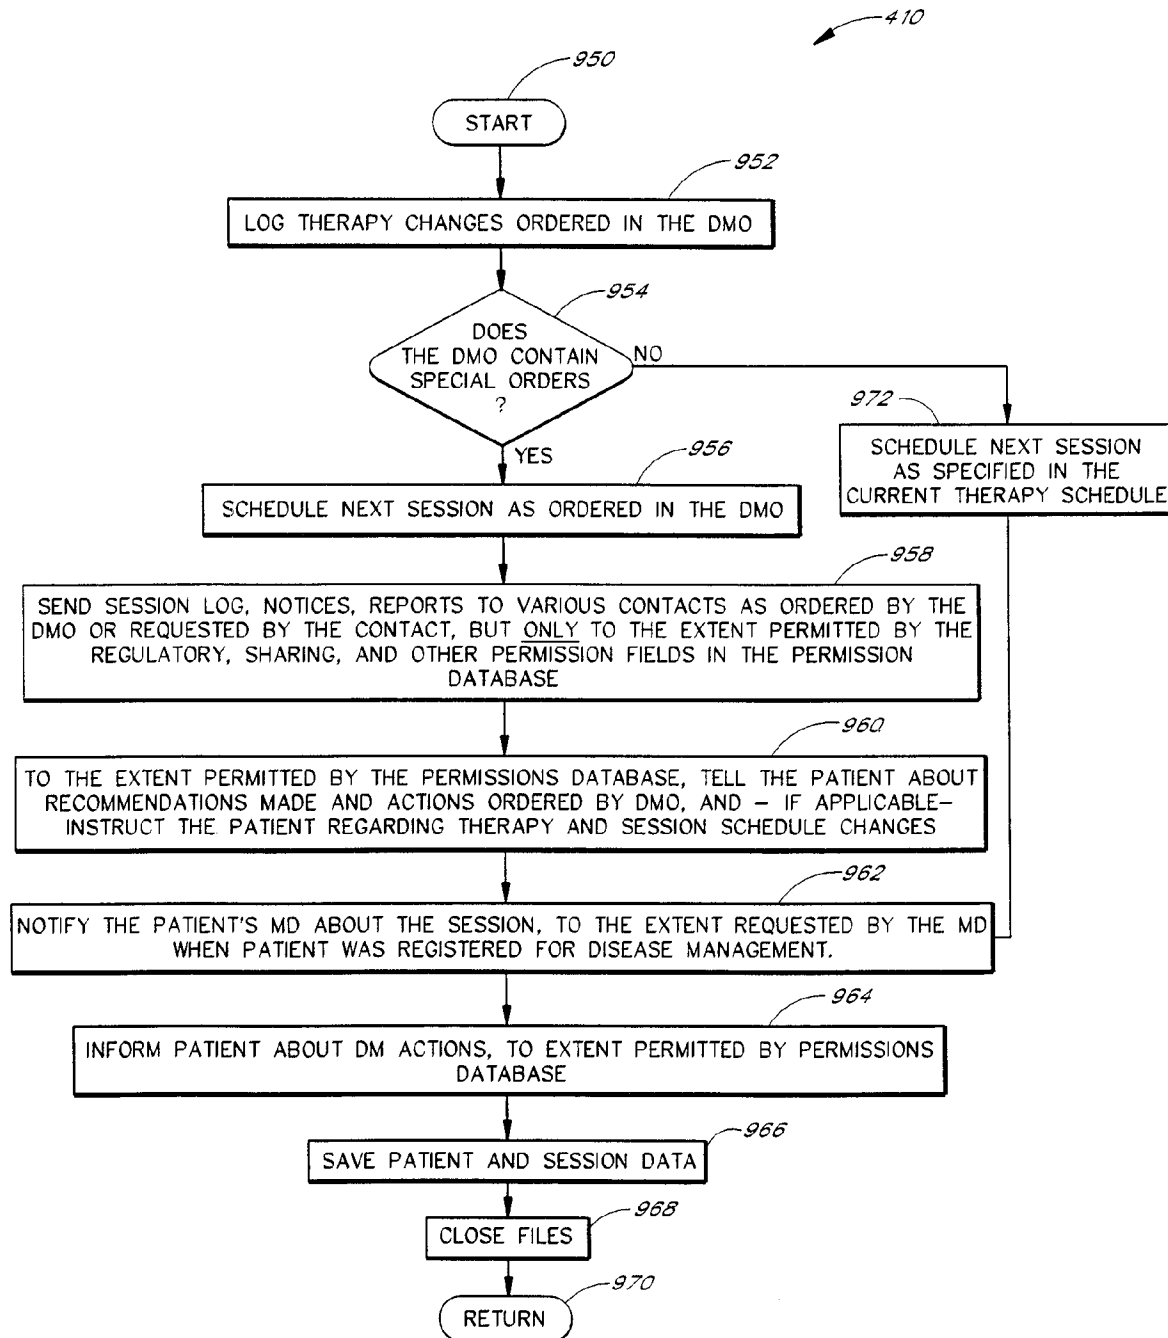 410
950
START
952
LOG THERAPY CHANGES ORDERED IN THE DMO
954
DOES
THE DMO CONTAIN
SPECIAL ORDERS
?
NO
YES
972
SCHEDULE NEXT SESSION
AS SPECIFIED IN THE
CURRENT THERAPY SCHEDULE
956
SCHEDULE NEXT SESSION AS ORDERED IN THE DMO
958
SEND SESSION LOG, NOTICES, REPORTS TO VARIOUS CONTACTS AS ORDERED BY THE
DMO OR REQUESTED BY THE CONTACT, BUT ONLY TO THE EXTENT PERMITTED BY THE
REGULATORY, SHARING, AND OTHER PERMISSION FIELDS IN THE PERMISSION
DATABASE
960
TO THE EXTENT PERMITTED BY THE PERMISSIONS DATABASE, TELL THE PATIENT ABOUT
RECOMMENDATIONS MADE AND ACTIONS ORDERED BY DMO, AND – IF APPLICABLE–
INSTRUCT THE PATIENT REGARDING THERAPY AND SESSION SCHEDULE CHANGES
962
NOTIFY THE PATIENT'S MD ABOUT THE SESSION, TO THE EXTENT REQUESTED BY THE MD
WHEN PATIENT WAS REGISTERED FOR DISEASE MANAGEMENT.
964
INFORM PATIENT ABOUT DM ACTIONS, TO EXTENT PERMITTED BY PERMISSIONS
DATABASE
966
SAVE PATIENT AND SESSION DATA
968
CLOSE FILES
970
RETURN